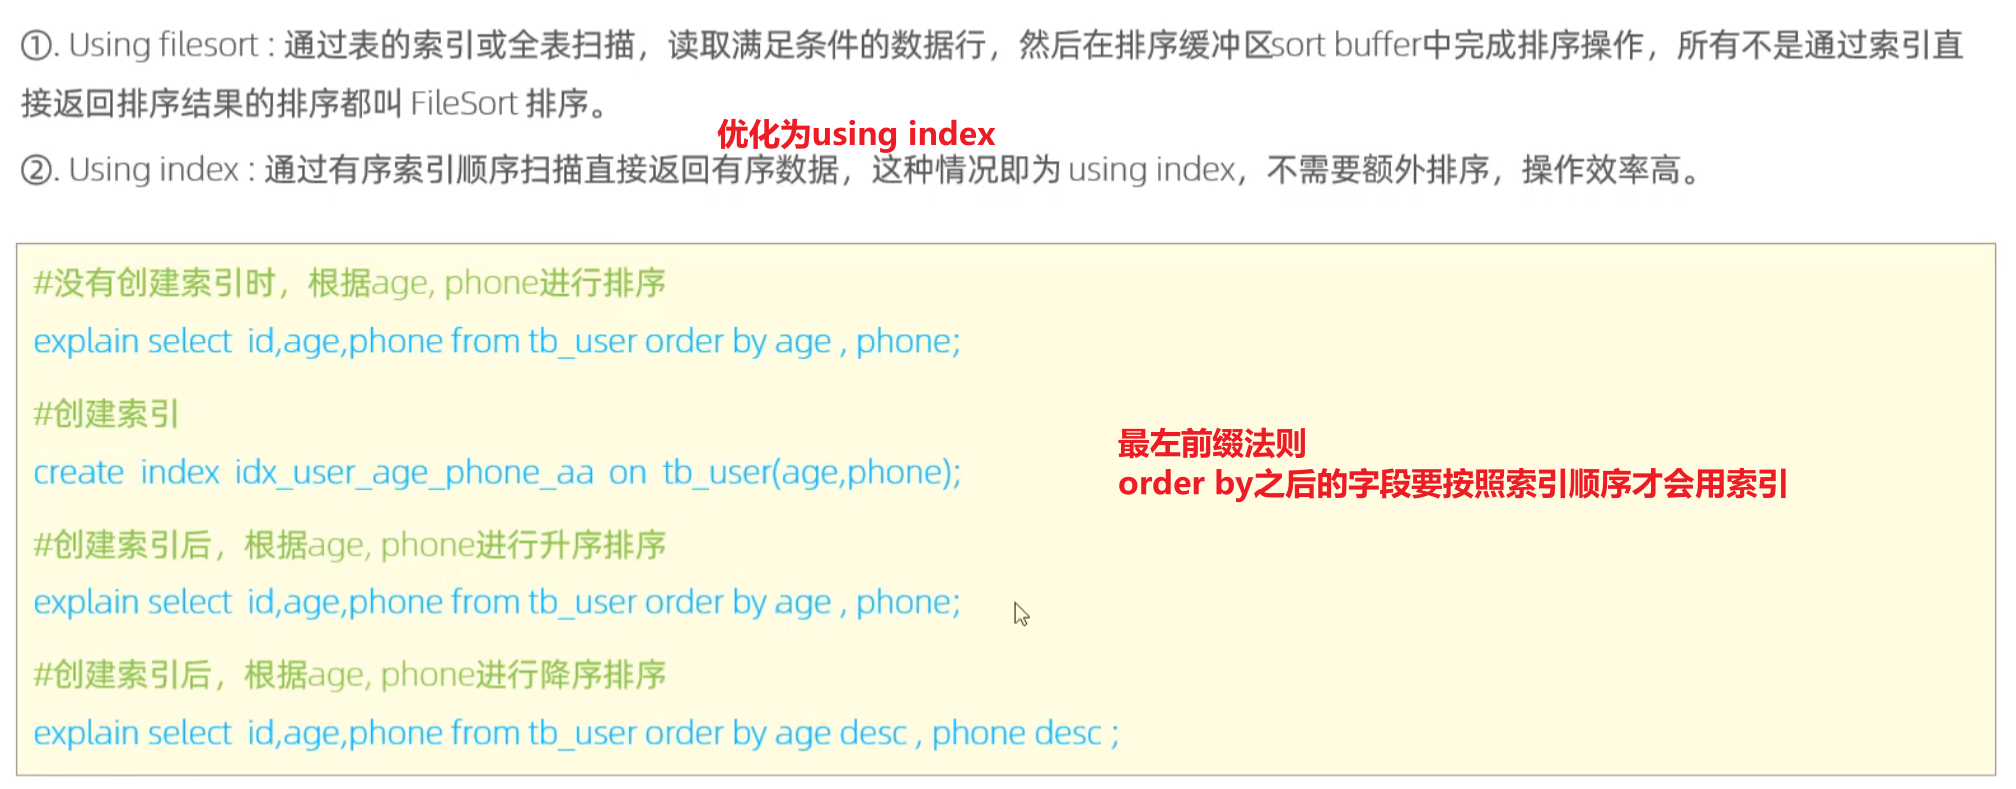 ①. Using filesort : 通过表的索引或全表扫描，读取满足条件的数据行，然后在排序缓冲区sort buffer中完成排序操作，所有不是通过索引直
接返回排序结果的排序都叫 FileSort 排序。
优化为using index
②. Using index : 通过有序索引顺序扫描直接返回有序数据，这种情况即为 using index，不需要额外排序，操作效率高。
#没有创建索引时，根据age, phone进行排序
explain select  id,age,phone from tb_user order by age , phone;
#创建索引
create  index  idx_user_age_phone_aa  on  tb_user(age,phone);
最左前缀法则
order by之后的字段要按照索引顺序才会用索引
#创建索引后，根据age, phone进行升序排序
explain select  id,age,phone from tb_user order by age , phone;
#创建索引后，根据age, phone进行降序排序
explain select  id,age,phone from tb_user order by age desc , phone desc ;